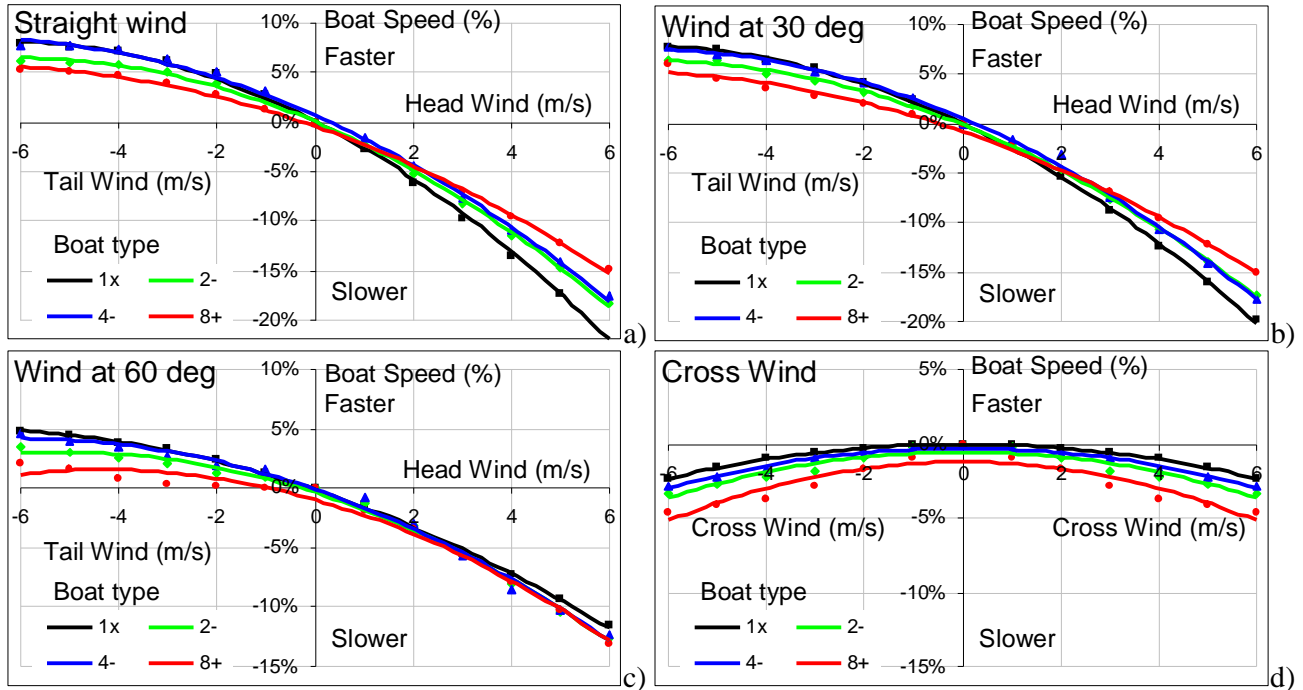 Straight wind
Boat Speed (%)
Faster
10%
5%
0%
-5%
-10%
-15%
-20%
Head Wind (m/s)
-6 -4 -2 0 2 4 6
Tail Wind (m/s)
Boat type
1x 2-
4- 8+
Slower
a)
Wind at 30 deg
Boat Speed (%)
Faster
10%
5%
0%
-5%
-10%
-15%
-20%
Head Wind (m/s)
-6 -4 -2 0 2 4 6
Tail Wind (m/s)
Boat type
1x 2-
4- 8+
Slower
b)
Wind at 60 deg
Boat Speed (%)
Faster
10%
5%
0%
-5%
-10%
-15%
Head Wind (m/s)
-6 -4 -2 0 2 4 6
Tail Wind (m/s)
Boat type
1x 2-
4- 8+
Slower
c)
Cross Wind
Boat Speed (%)
Faster
5%
0%
-5%
-10%
-15%
-6 -4 -2 0 2 4 6
Cross Wind (m/s) Cross Wind (m/s)
Boat type
1x 2-
4- 8+
Slower
d)